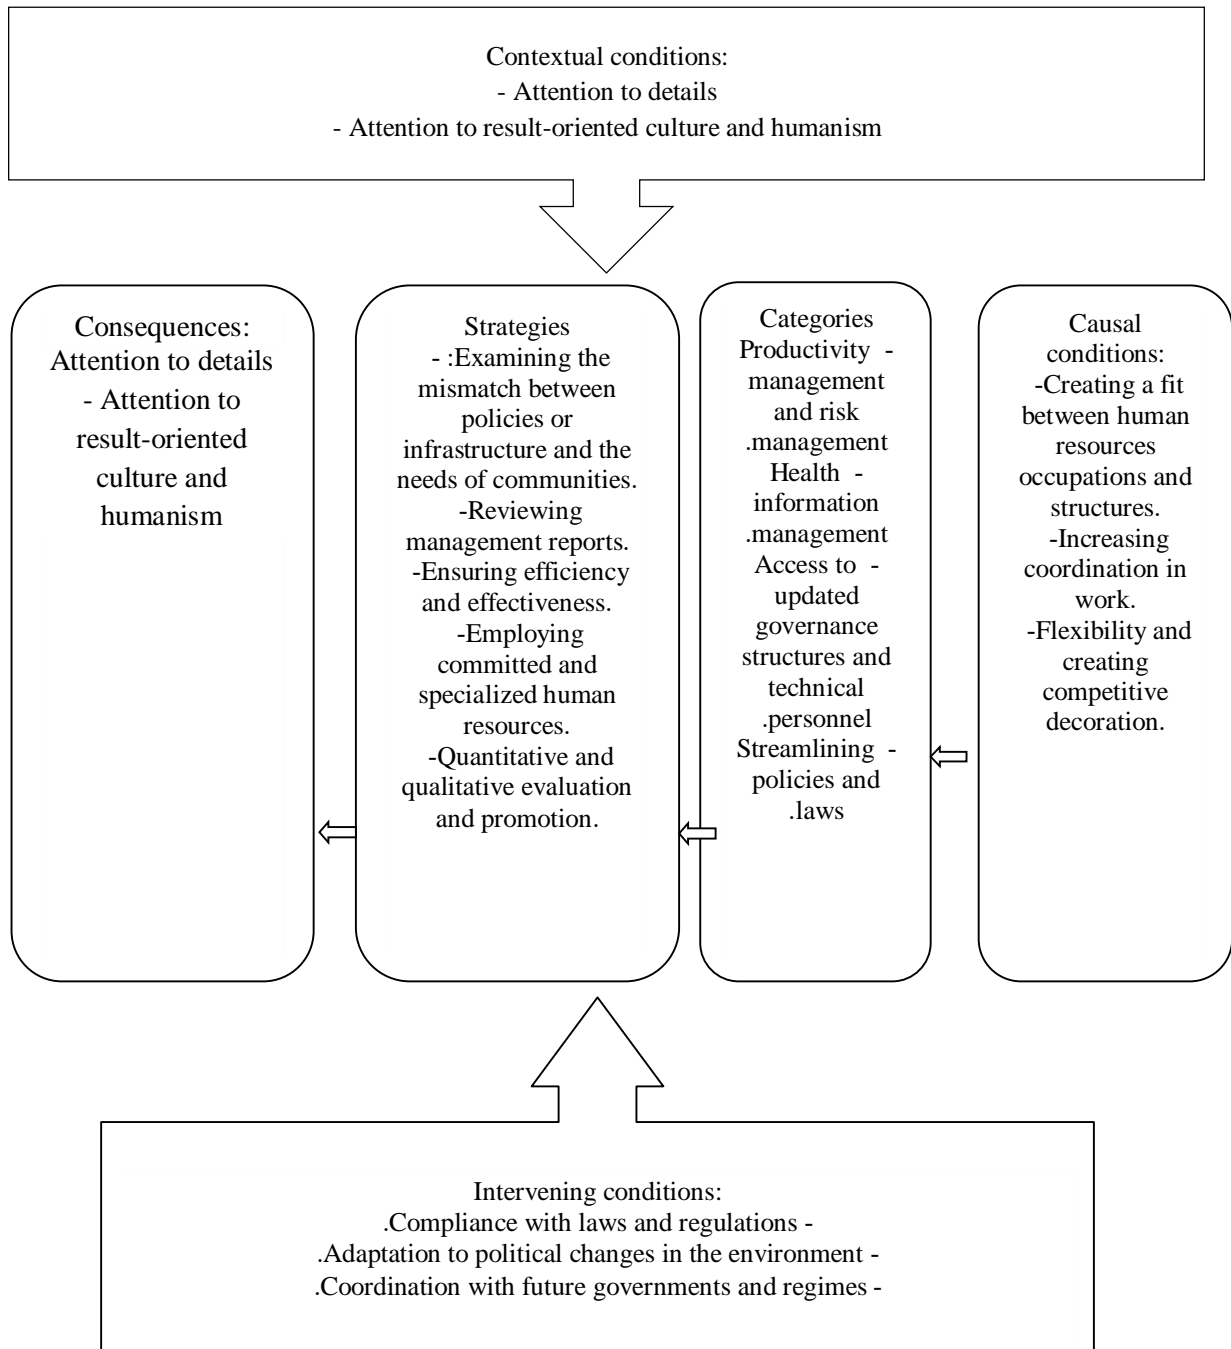 Contextual conditions:
- Attention to details
- Attention to result-oriented culture and humanism
Consequences:
Attention to details
- Attention to
result-oriented
culture and
humanism
Strategies
- :Examining the
mismatch between
policies or
infrastructure and the
needs of communities.
-Reviewing
management reports.
-Ensuring efficiency
and effectiveness.
-Employing
committed and
specialized human
resources.
-Quantitative and
qualitative evaluation
and promotion.
Categories
Productivity -
management
and risk
.management
Health -
information
.management
Access to -
updated
governance
structures and
technical
.personnel
Streamlining -
policies and
.laws
Causal
conditions:
-Creating a fit
between human
resources
occupations and
structures.
-Increasing
coordination in
work.
-Flexibility and
creating
competitive
decoration.
Intervening conditions:
.Compliance with laws and regulations -
.Adaptation to political changes in the environment -
.Coordination with future governments and regimes -